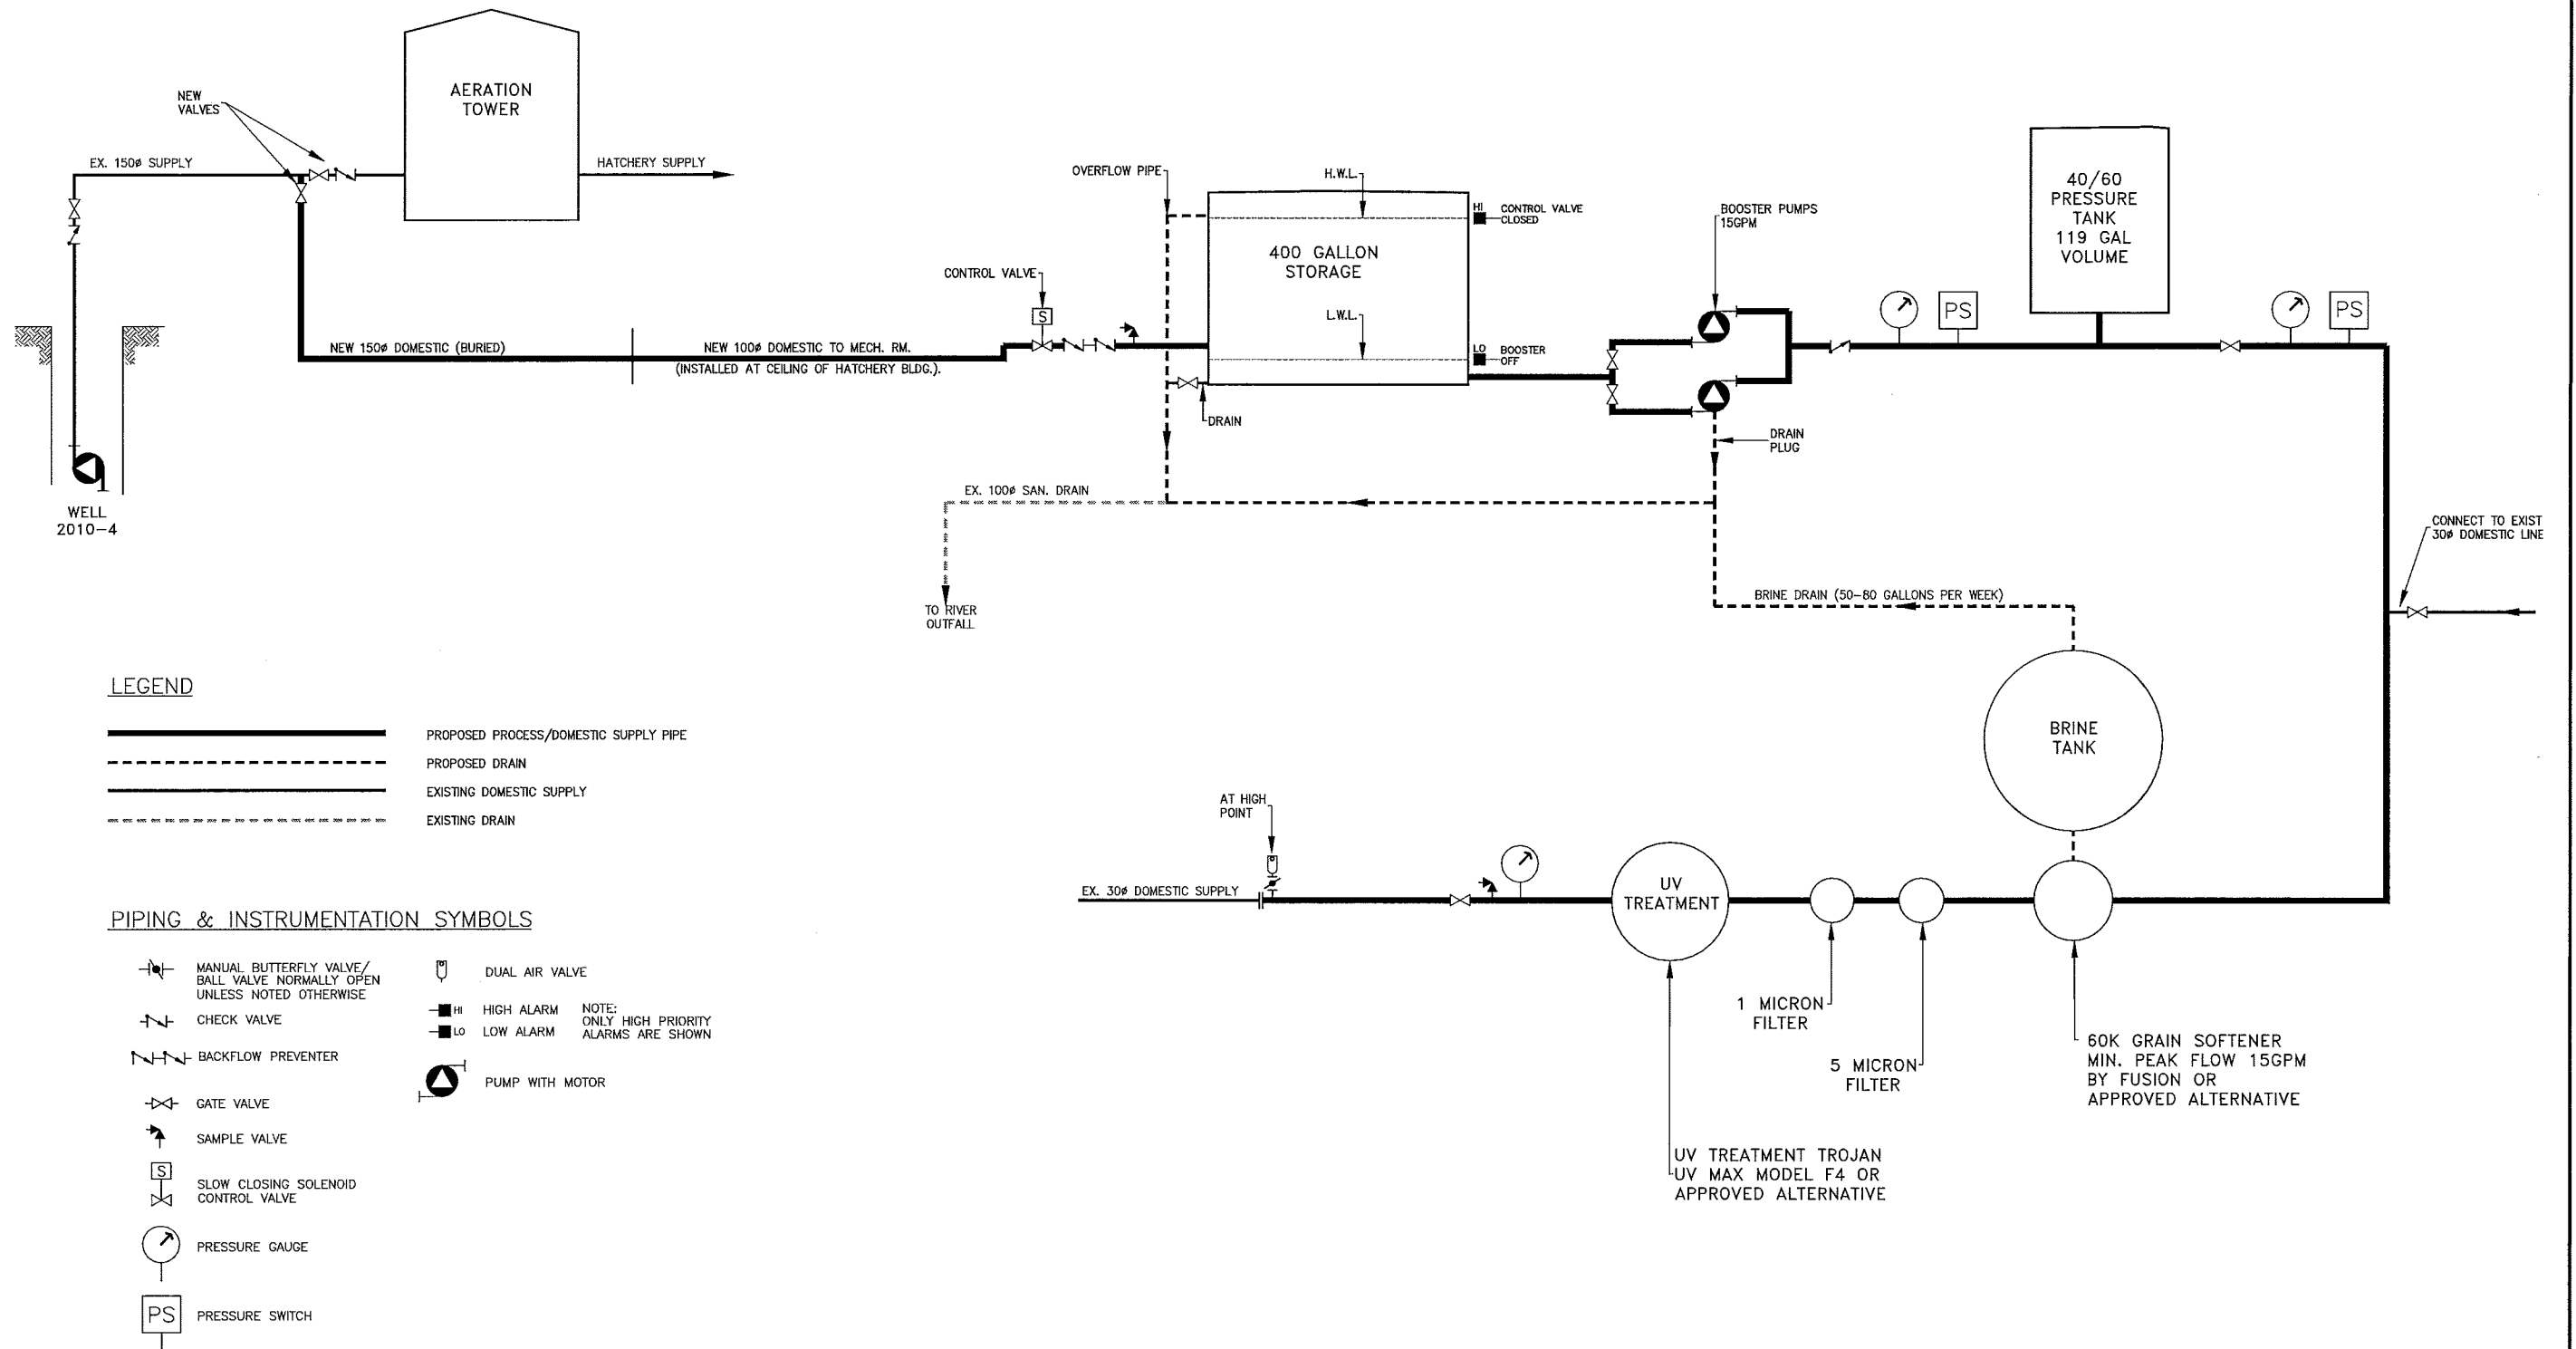 AERATION
TOWER
NEW
VALVES
EX. 150ø SUPPLY
HATCHERY SUPPLY
WELL
2010-4
NEW 150ø DOMESTIC (BURIED)
NEW 100ø DOMESTIC TO MECH. RM.
(INSTALLED AT CEILING OF HATCHERY BLDG.).
CONTROL VALVE
S
OVERFLOW PIPE
H.W.L.
HI
CONTROL VALVE
CLOSED
400 GALLON
STORAGE
L.W.L.
LO
BOOSTER
OFF
DRAIN
BOOSTER PUMPS
15GPM
DRAIN
PLUG
PS
40/60
PRESSURE
TANK
119 GAL
VOLUME
PS
EX. 100ø SAN. DRAIN
TO RIVER
OUTFALL
CONNECT TO EXIST
30ø DOMESTIC LINE
BRINE DRAIN (50-80 GALLONS PER WEEK)
BRINE
TANK
AT HIGH
POINT
EX. 30ø DOMESTIC SUPPLY
UV
TREATMENT
1 MICRON
FILTER
5 MICRON
FILTER
60K GRAIN SOFTENER
MIN. PEAK FLOW 15GPM
BY FUSION OR
APPROVED ALTERNATIVE
UV TREATMENT TROJAN
UV MAX MODEL F4 OR
APPROVED ALTERNATIVE
LEGEND
PROPOSED PROCESS/DOMESTIC SUPPLY PIPE
PROPOSED DRAIN
EXISTING DOMESTIC SUPPLY
EXISTING DRAIN
PIPING & INSTRUMENTATION SYMBOLS
MANUAL BUTTERFLY VALVE/
BALL VALVE NORMALLY OPEN
UNLESS NOTED OTHERWISE
CHECK VALVE
BACKFLOW PREVENTER
GATE VALVE
SAMPLE VALVE
S
SLOW CLOSING SOLENOID
CONTROL VALVE
PRESSURE GAUGE
PS
PRESSURE SWITCH
DUAL AIR VALVE
HI
HIGH ALARM
LO
LOW ALARM
NOTE:
ONLY HIGH PRIORITY
ALARMS ARE SHOWN
PUMP WITH MOTOR